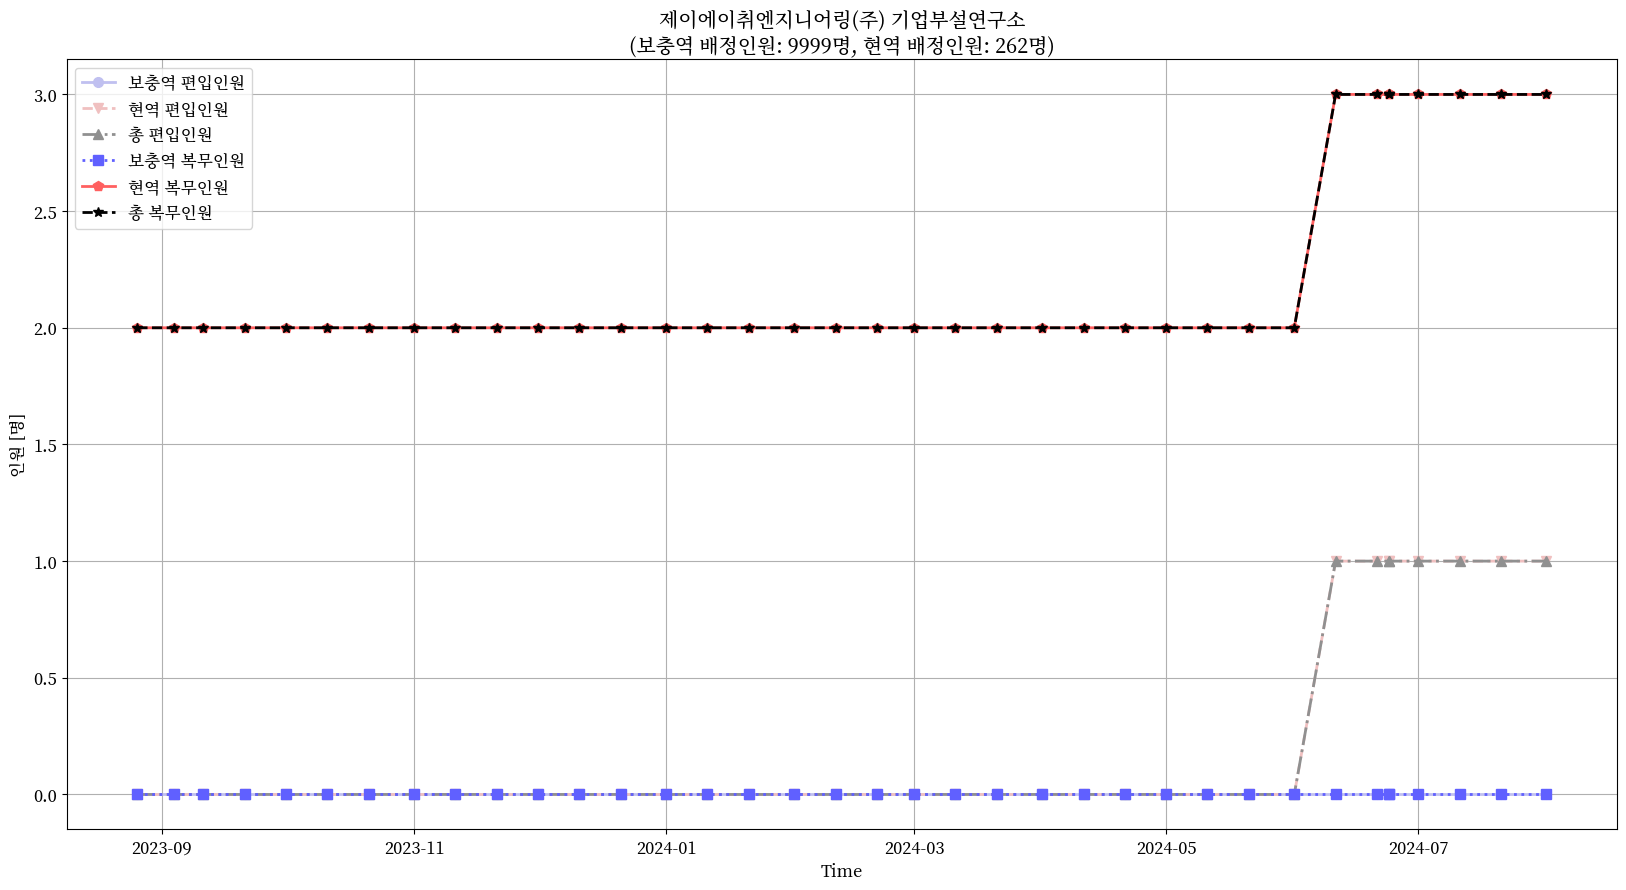 제이에이취엔지니어링(주) 기업부설연구소
(보충역 배정인원: 9999명, 현역 배정인원: 262명)
보충역 편입인원
현역 편입인원
총 편입인원
보충역 복무인원
현역 복무인원
총 복무인원
3.0
2.5
2.0
1.5
1.0
0.5
0.0
인원 [명]
2023-09
2023-11
2024-01
2024-03
2024-05
2024-07
Time